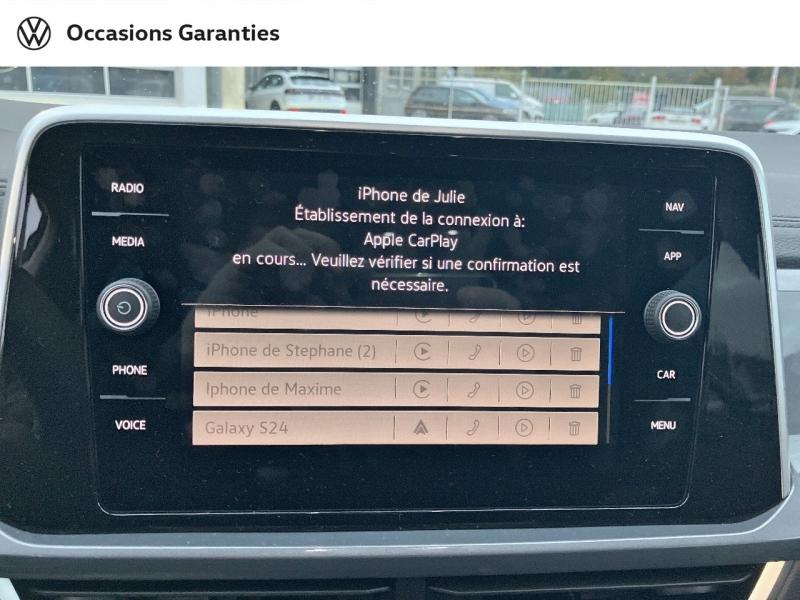 Occasions Garanties
RADIO
MEDIA
PHONE
VOICE
iPhone de Julie
Établissement de la connexion à:
Apple CarPlay
en cours... Veuillez vérifier si une confirmation est
nécessaire.
iPhone
iPhone de Stephane (2)
Iphone de Maxime
Galaxy S24
NAV
APP
CAR
MENU